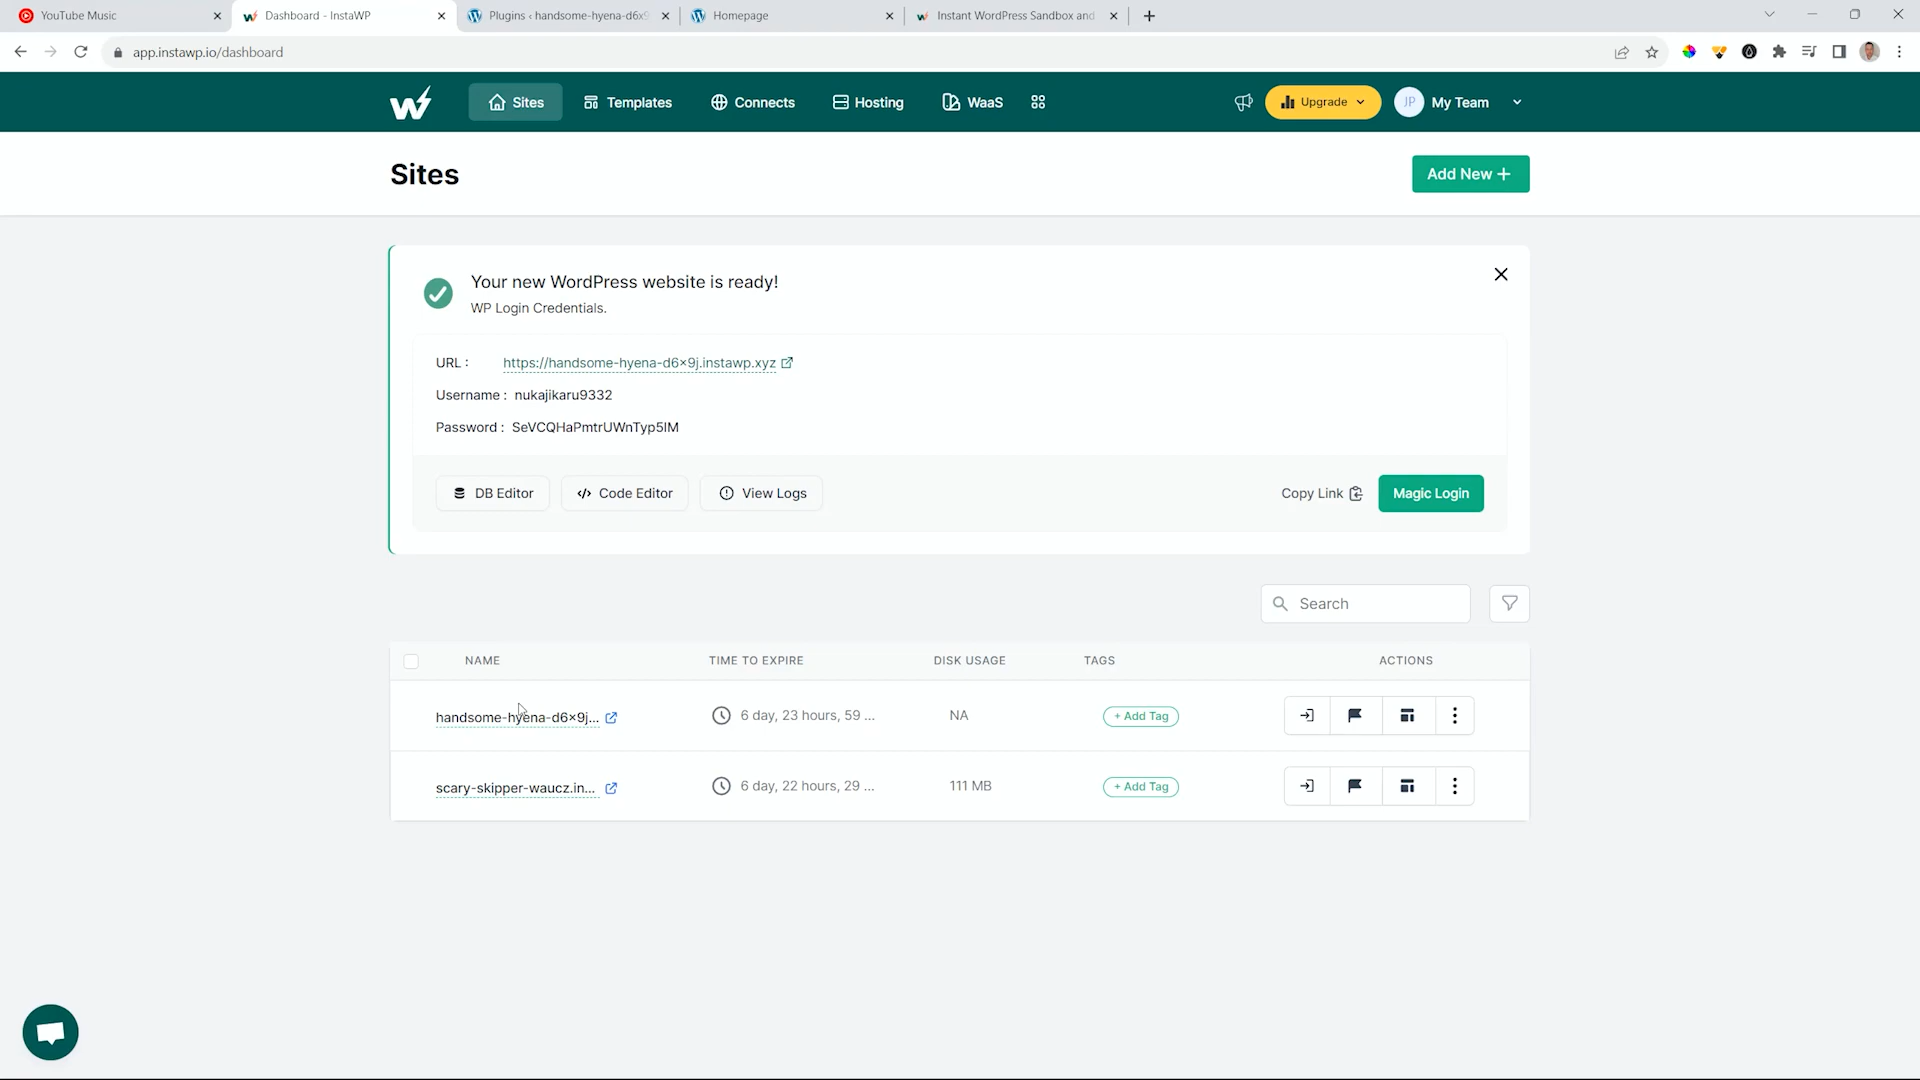 YouTube Music
Dashboard - InstaWP
Plugins ‹ handsome-hyena-d6x9
Homepage
Instant WordPress Sandbox and
app.instawp.io/dashboard
Sites
Templates
Connects
Hosting
WaaS
Upgrade
JP
My Team
Sites
Add New +
Your new WordPress website is ready!
WP Login Credentials.
URL : https://handsome-hyena-d6x9j.instawp.xyz
Username : nukajikaru9332
Password : SeVCQHaPmtrUWnTyp5IM
DB Editor
Code Editor
View Logs
Copy Link
Magic Login
Search
NAME TIME TO EXPIRE DISK USAGE TAGS ACTIONS
handsome-hyena-d6x9j... 6 day, 23 hours, 59 ... NA + Add Tag
scary-skipper-waucz.in... 6 day, 22 hours, 29 ... 111 MB + Add Tag